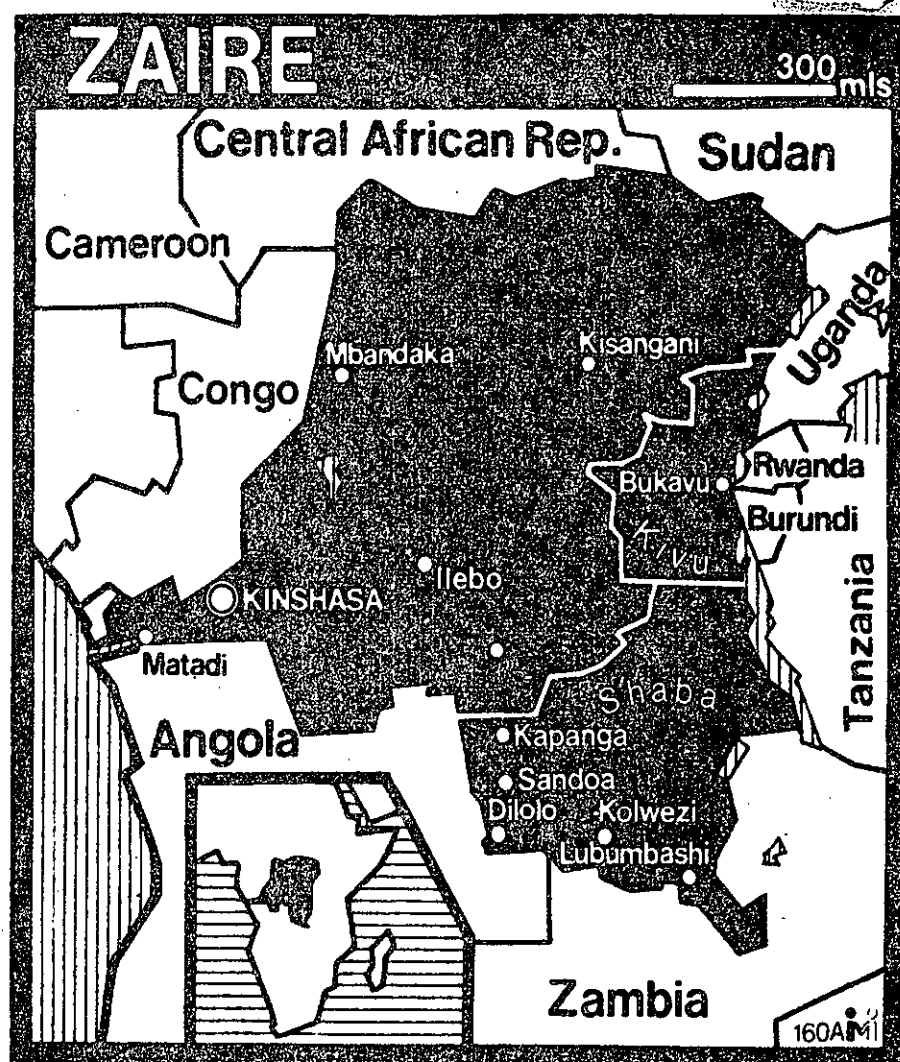 ZAIRE
300
mls
Central African Rep.
Sudan
Cameroon
Uganda
Mbandaka
Kisangani
Congo
Rwanda
Bukavu
Burundi
Kivu
Ilebo
KINSHASA
Tanzania
Matadi
Shaba
Angola
Kapanga
Sandoa
Dilolo
Kolwezi
Lubumbashi
Zambia